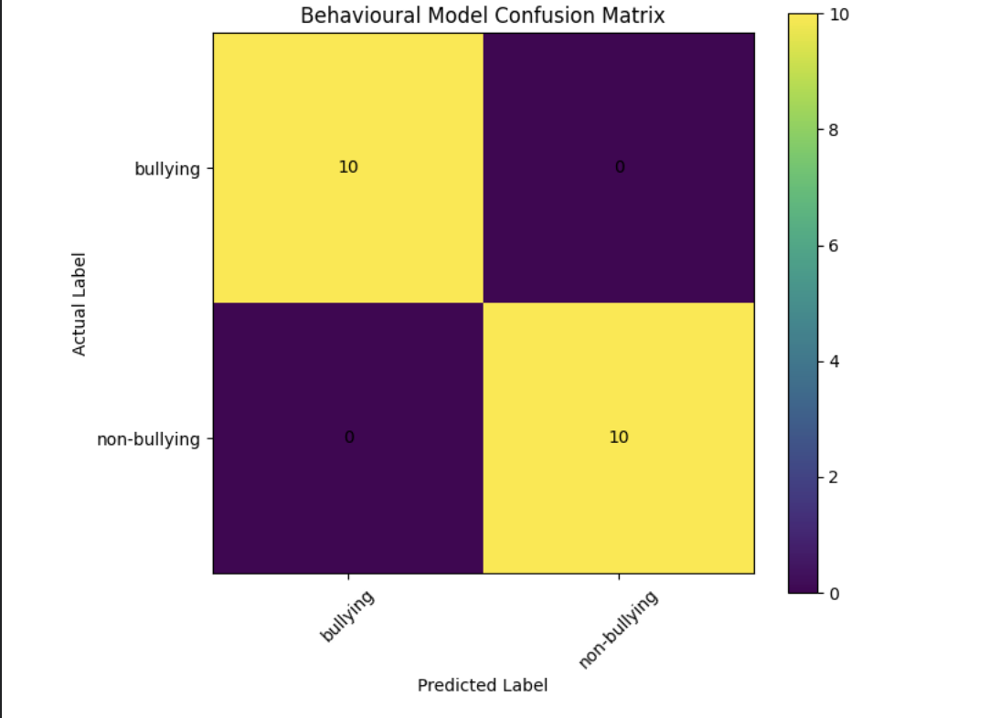 Behavioural Model Confusion Matrix
10
8
6
4
2
0
bullying
10
0
non-bullying
0
10
Actual Label
bullying
non-bullying
Predicted Label